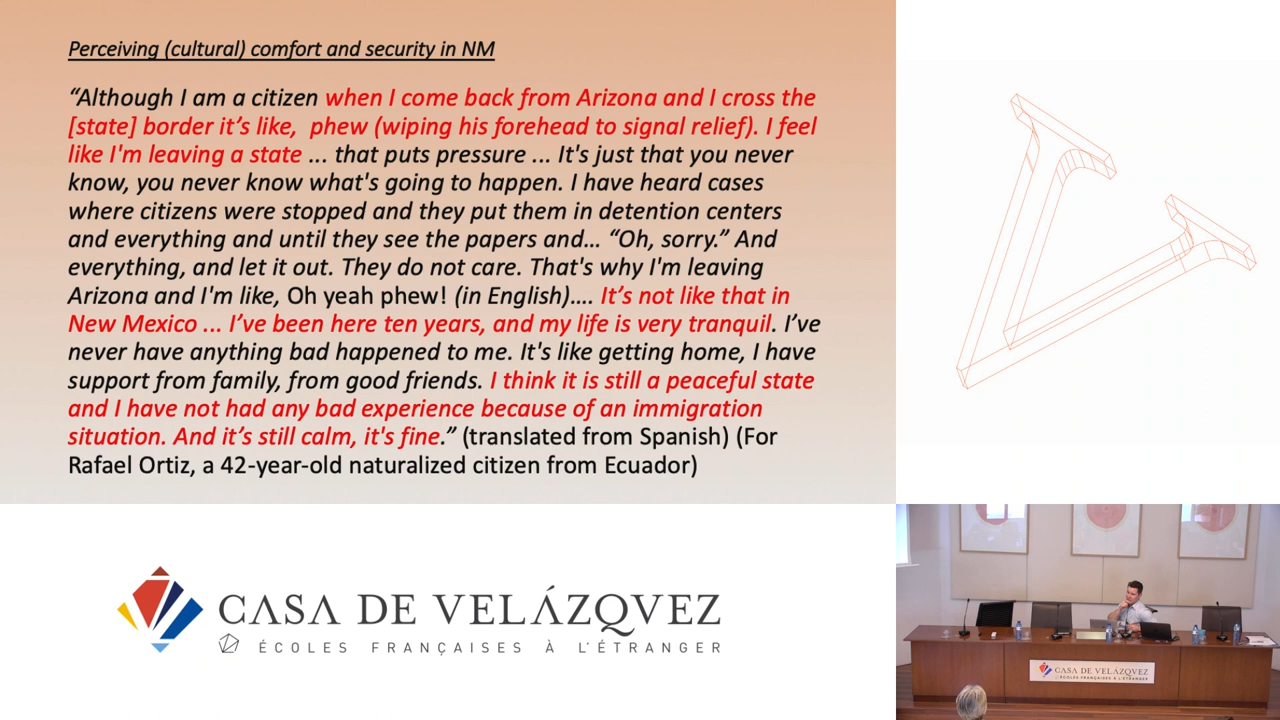 Perceiving (cultural) comfort and security in NM
“Although I am a citizen when I come back from Arizona and I cross the
[state] border it’s like, phew (wiping his forehead to signal relief). I feel
like I'm leaving a state ... that puts pressure ... It's just that you never
know, you never know what's going to happen. I have heard cases
where citizens were stopped and they put them in detention centers
and everything and until they see the papers and… “Oh, sorry.” And
everything, and let it out. They do not care. That's why I'm leaving
Arizona and I'm like, Oh yeah phew! (in English)…. It’s not like that in
New Mexico ... I’ve been here ten years, and my life is very tranquil. I’ve
never have anything bad happened to me. It's like getting home, I have
support from family, from good friends. I think it is still a peaceful state
and I have not had any bad experience because of an immigration
situation. And it’s still calm, it's fine.” (translated from Spanish) (For
Rafael Ortiz, a 42-year-old naturalized citizen from Ecuador)
CASA DE VELÁZQVEZ
ÉCOLES FRANÇAISES À L'ÉTRANGER
CASA DE VELÁZQVEZ
ÉCOLES FRANÇAISES À L'ÉTRANGER